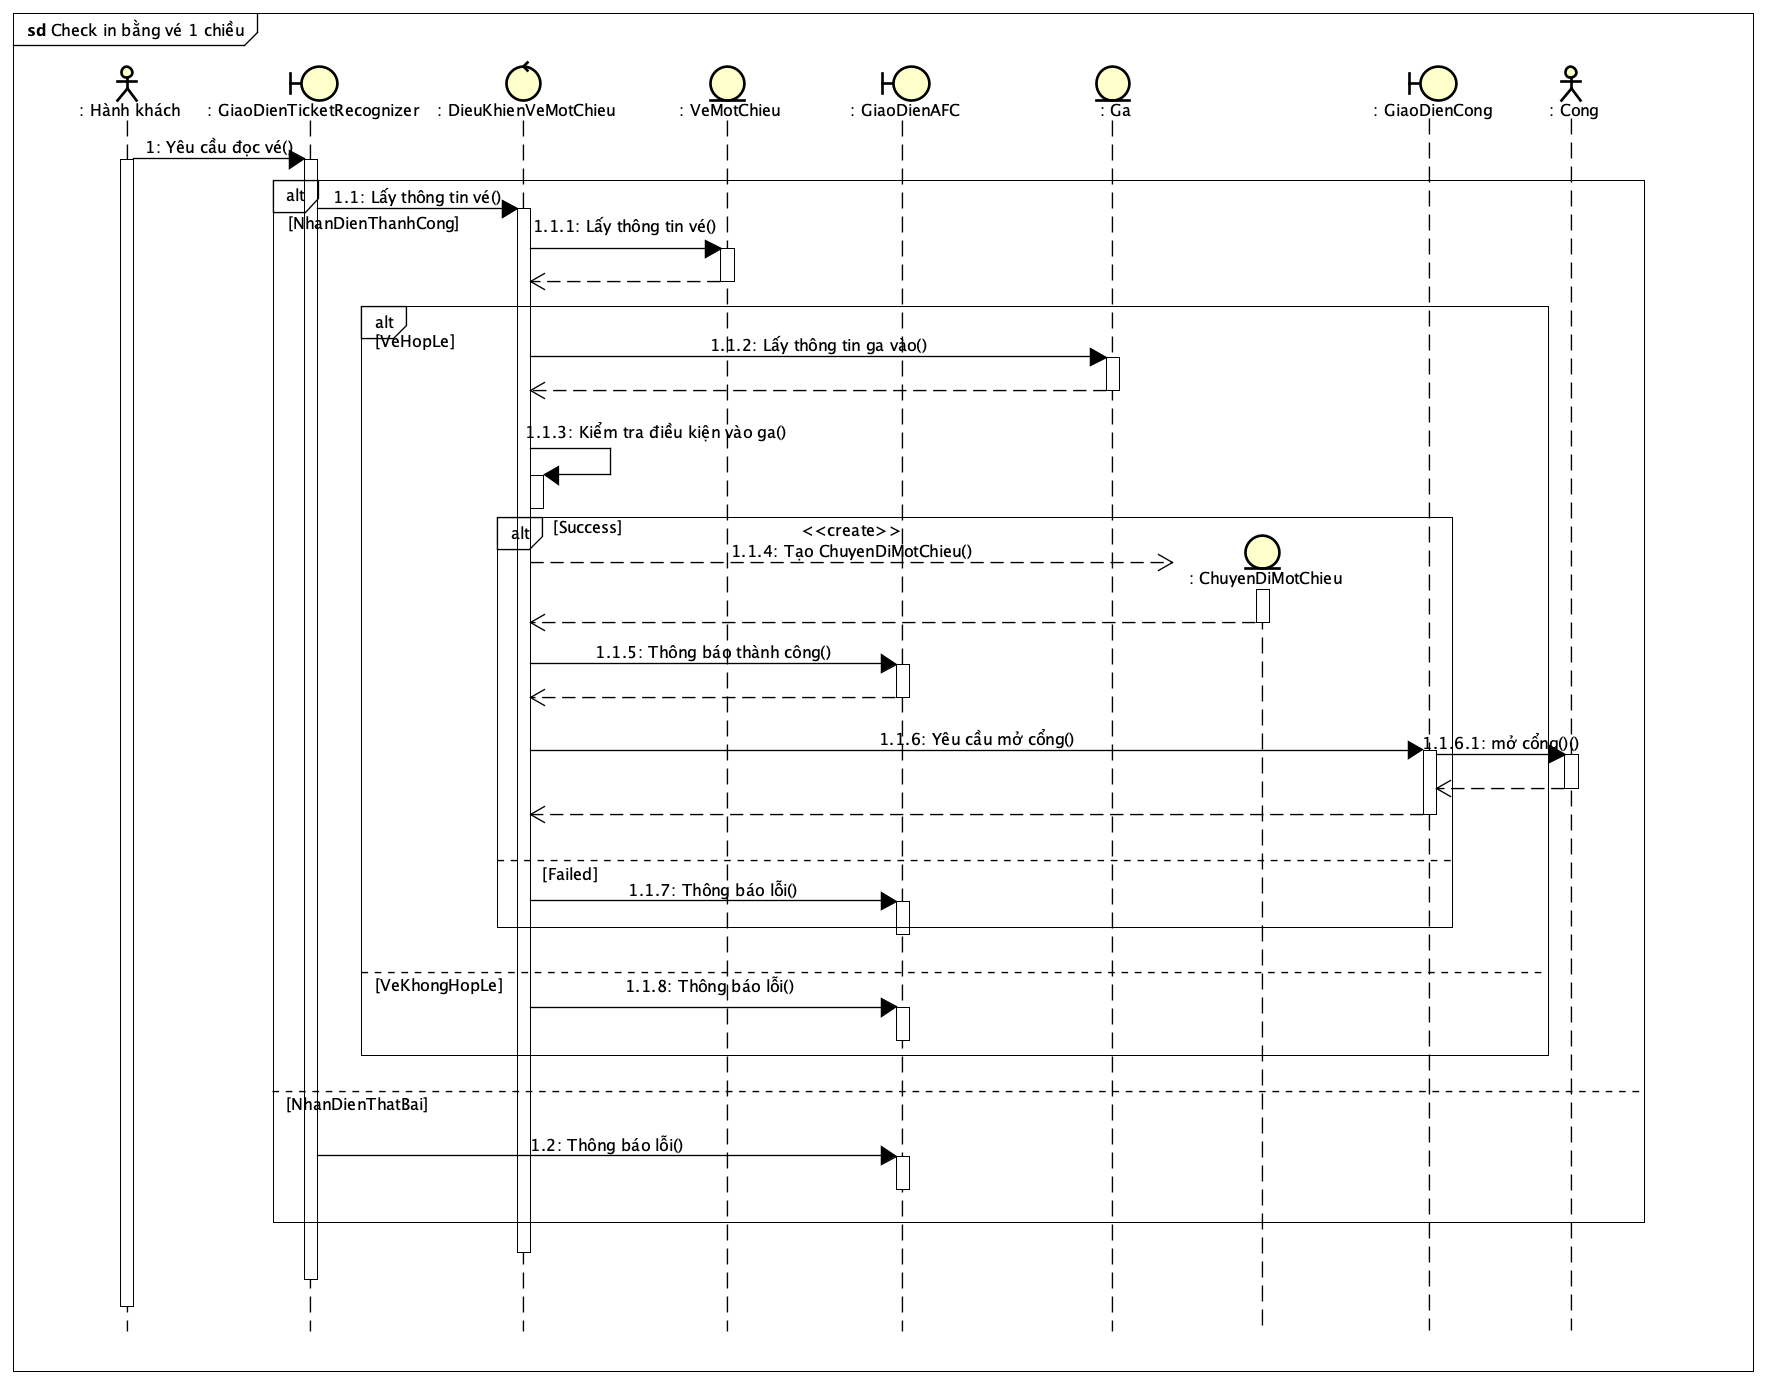 sd Check in bằng vé 1 chiều
: Hành khách
: GiaoDienTicketRecognizer
: DieuKhienVeMotChieu
: VeMotChieu
: GiaoDienAFC
: Ga
: GiaoDienCong
: Cong
1: Yêu cầu đọc vé()
alt
1.1: Lấy thông tin vé()
[NhanDienThanhCong]
1.1.1: Lấy thông tin vé()
alt
[VeHopLe]
1.1.2: Lấy thông tin ga vào()
1.1.3: Kiểm tra điều kiện vào ga()
alt
[Success]
<<create>>
1.1.4: Tạo ChuyenDiMotChieu()
: ChuyenDiMotChieu
1.1.5: Thông báo thành công()
1.1.6: Yêu cầu mở cổng()
1.1.6.1: mở cổng()()
[Failed]
1.1.7: Thông báo lỗi()
[VeKhongHopLe]
1.1.8: Thông báo lỗi()
[NhanDienThatBai]
1.2: Thông báo lỗi()